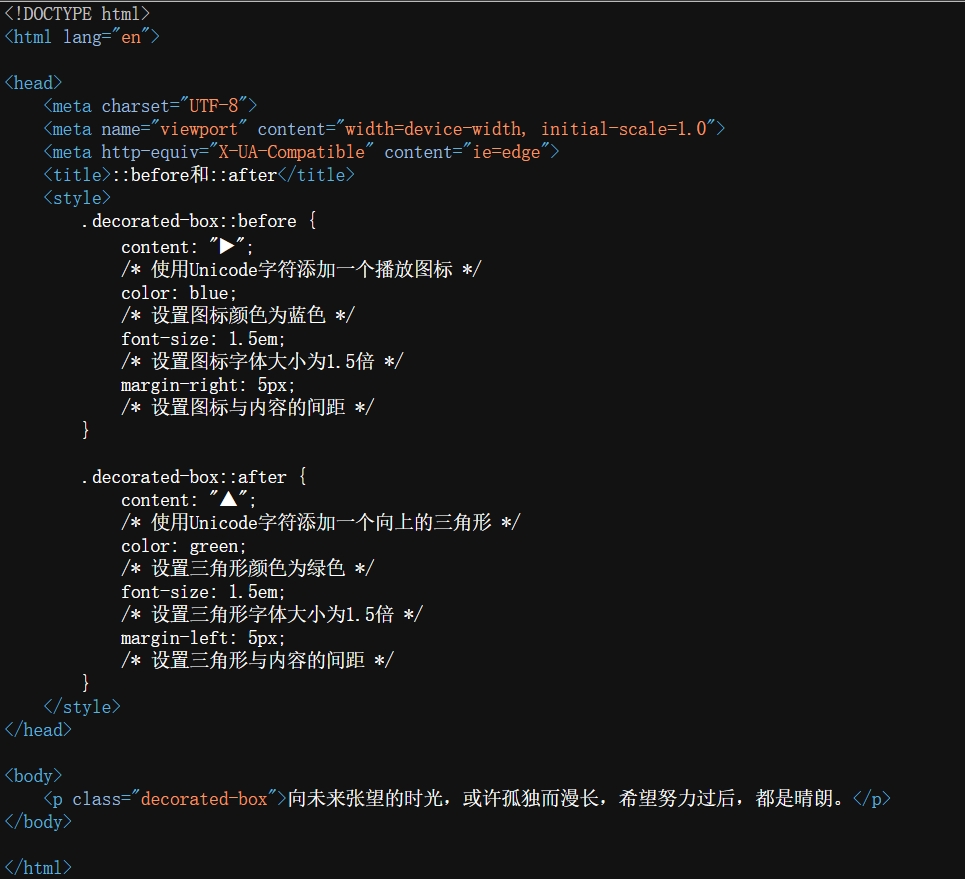 <!DOCTYPE html>
<html lang="en">
<head>
<meta charset="UTF-8">
<meta name="viewport" content="width=device-width, initial-scale=1.0">
<meta http-equiv="X-UA-Compatible" content="ie=edge">
<title>::before和::after</title>
<style>
.decorated-box::before {
content: "▶";
/* 使用Unicode字符添加一个播放图标 */
color: blue;
/* 设置图标颜色为蓝色 */
font-size: 1.5em;
/* 设置图标字体大小为1.5倍 */
margin-right: 5px;
/* 设置图标与内容的间距 */
}
.decorated-box::after {
content: "▲";
/* 使用Unicode字符添加一个向上的三角形 */
color: green;
/* 设置三角形颜色为绿色 */
font-size: 1.5em;
/* 设置三角形字体大小为1.5倍 */
margin-left: 5px;
/* 设置三角形与内容的间距 */
}
</style>
</head>
<body>
<p class="decorated-box">向未来张望的时光，或许孤独而漫长，希望努力过后，都是晴朗。</p>
</body>
</html>